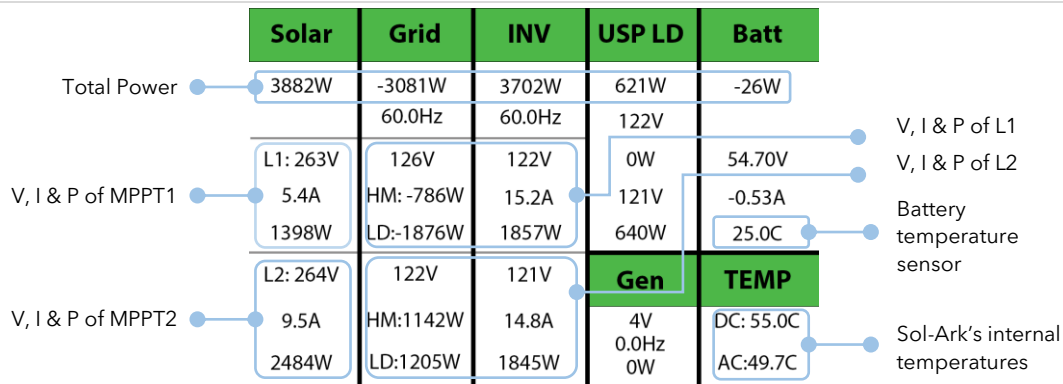 Solar Grid INV USP LD Batt
Total Power 3882W -3081W 3702W 621W -26W
60.0Hz 60.0Hz 122V
V, I & P of L1
L1: 263V 126V 122V 0W 54.70V
V, I & P of L2
V, I & P of MPPT1 5.4A HM: -786W 15.2A 121V -0.53A
1398W LD:-1876W 1857W 640W 25.0C
Battery
temperature
sensor
L2: 264V 122V 121V Gen TEMP
V, I & P of MPPT2 9.5A HM:1142W 14.8A 4V DC: 55.0C
0.0Hz
2484W LD:1205W 1845W 0W AC:49.7C
Sol-Ark's internal
temperatures